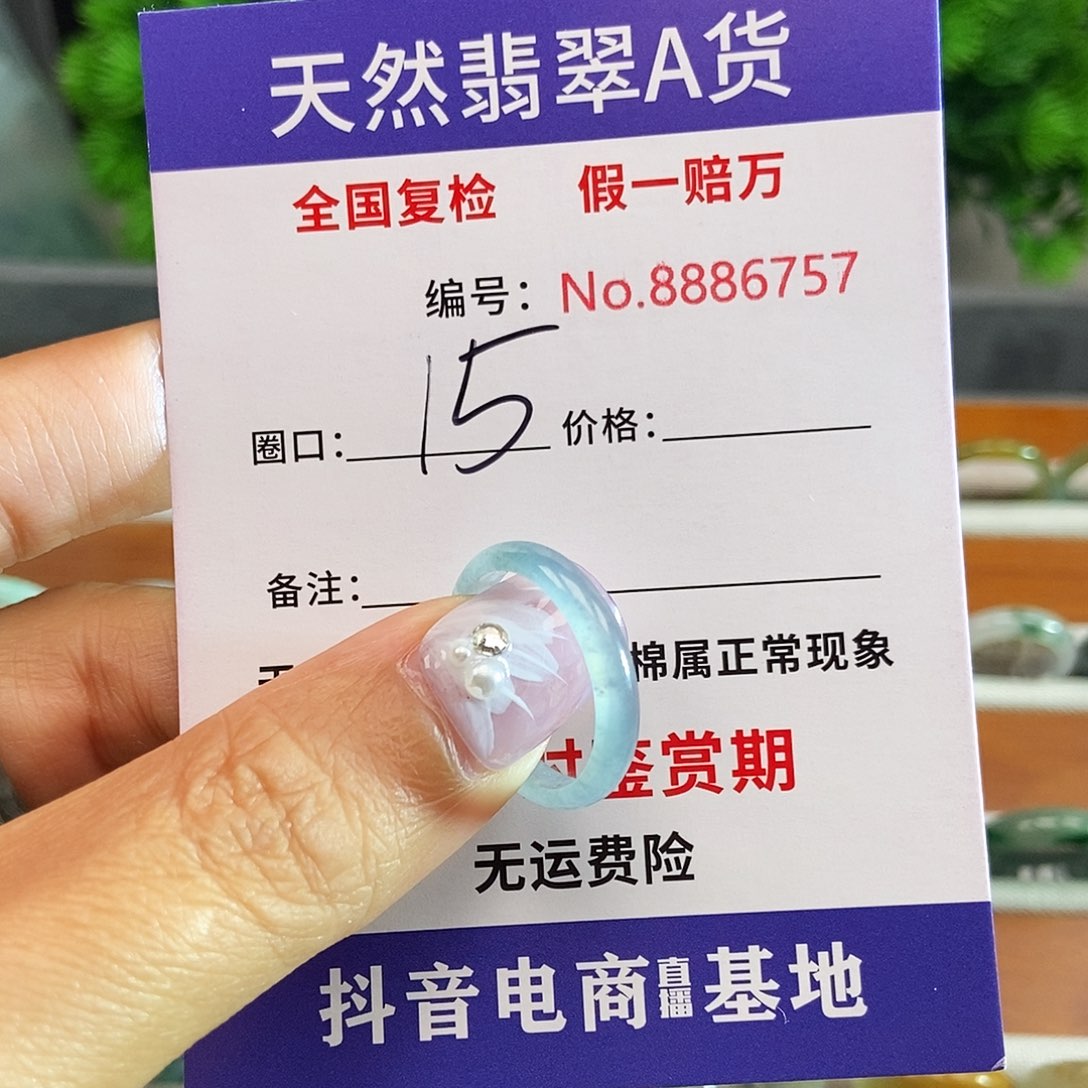 天然翡翠A货
全国复检 假一赔万
编号：No.8886757
圈口：15 价格：
备注：
棉属正常现象
鉴赏期
无运费险
抖音电商直播基地